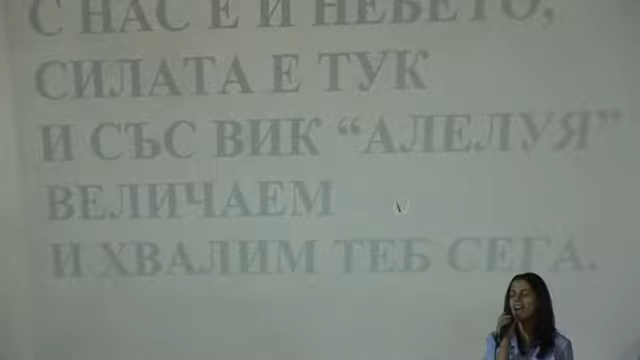 С НАС Е И НЕБЕТО,
СИЛАТА Е ТУК
И СЪС ВИК “АЛЕЛУЯ”
ВЕЛИЧАЕМ
И ХВАЛИМ ТЕБ СЕГА.